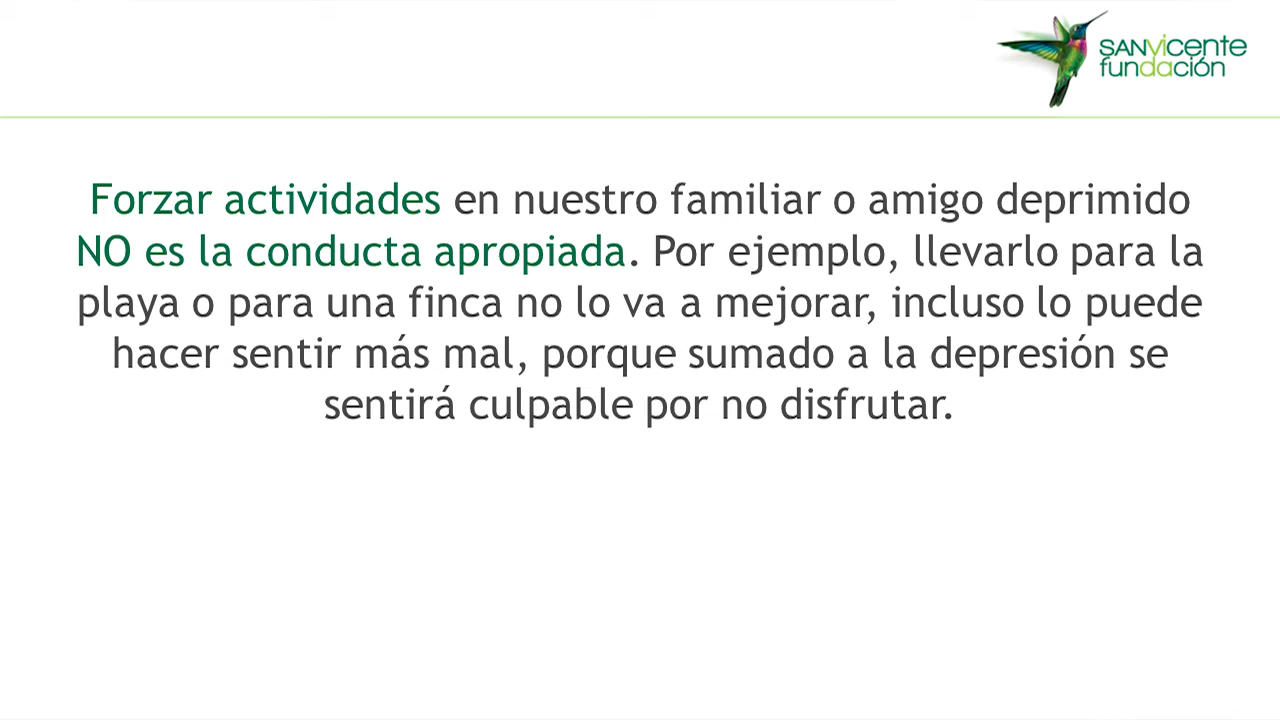 SANvicente
fundación
Forzar actividades en nuestro familiar o amigo deprimido
NO es la conducta apropiada. Por ejemplo, llevarlo para la
playa o para una finca no lo va a mejorar, incluso lo puede
hacer sentir más mal, porque sumado a la depresión se
sentirá culpable por no disfrutar.